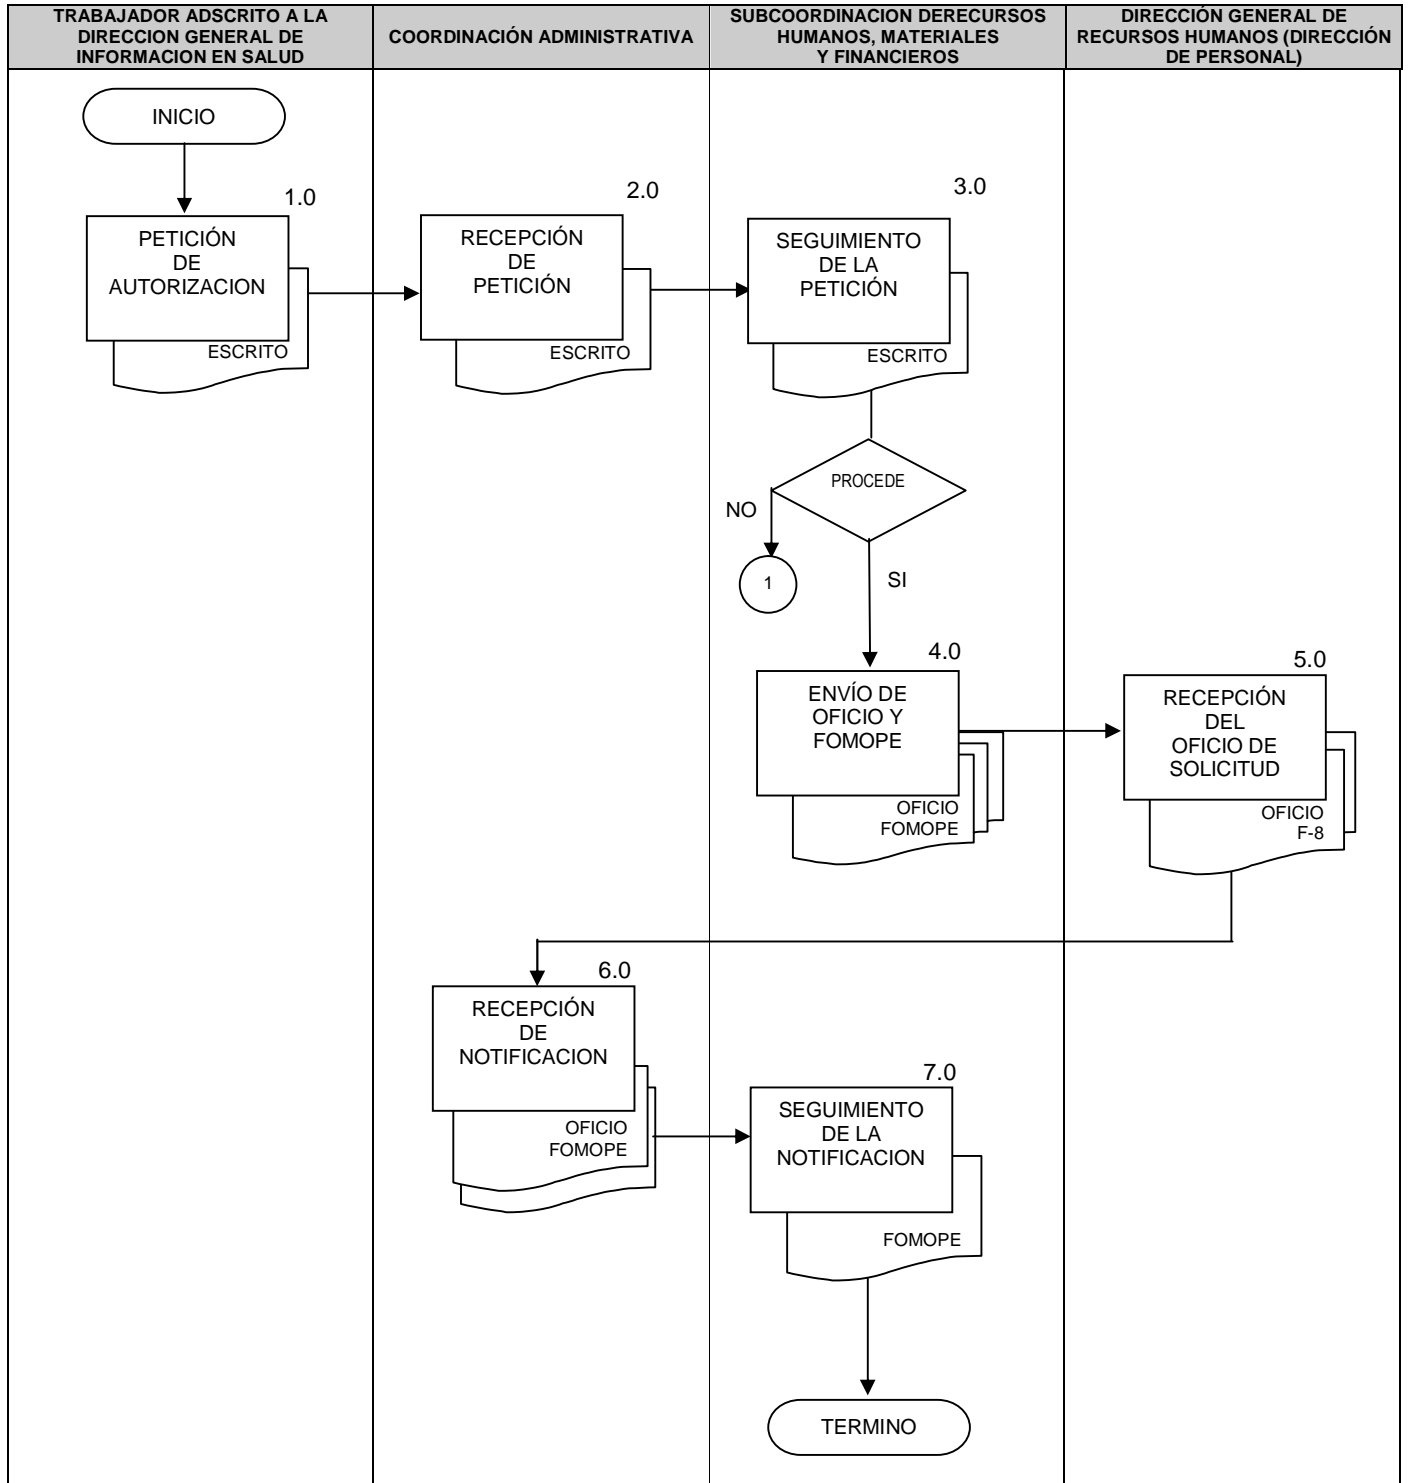 TRABAJADOR ADSCRITO A LA
DIRECCION GENERAL DE
INFORMACION EN SALUD
COORDINACIÓN ADMINISTRATIVA
SUBCOORDINACION DERECURSOS
HUMANOS, MATERIALES
Y FINANCIEROS
DIRECCIÓN GENERAL DE
RECURSOS HUMANOS (DIRECCIÓN
DE PERSONAL)
INICIO
1.0
PETICIÓN
DE
AUTORIZACION
ESCRITO
2.0
RECEPCIÓN
DE
PETICIÓN
ESCRITO
3.0
SEGUIMIENTO
DE LA
PETICIÓN
ESCRITO
PROCEDE
NO
1
SI
4.0
ENVÍO DE
OFICIO Y
FOMOPE
OFICIO
FOMOPE
5.0
RECEPCIÓN
DEL
OFICIO DE
SOLICITUD
OFICIO
F-8
6.0
RECEPCIÓN
DE
NOTIFICACION
OFICIO
FOMOPE
7.0
SEGUIMIENTO
DE LA
NOTIFICACION
FOMOPE
TERMINO